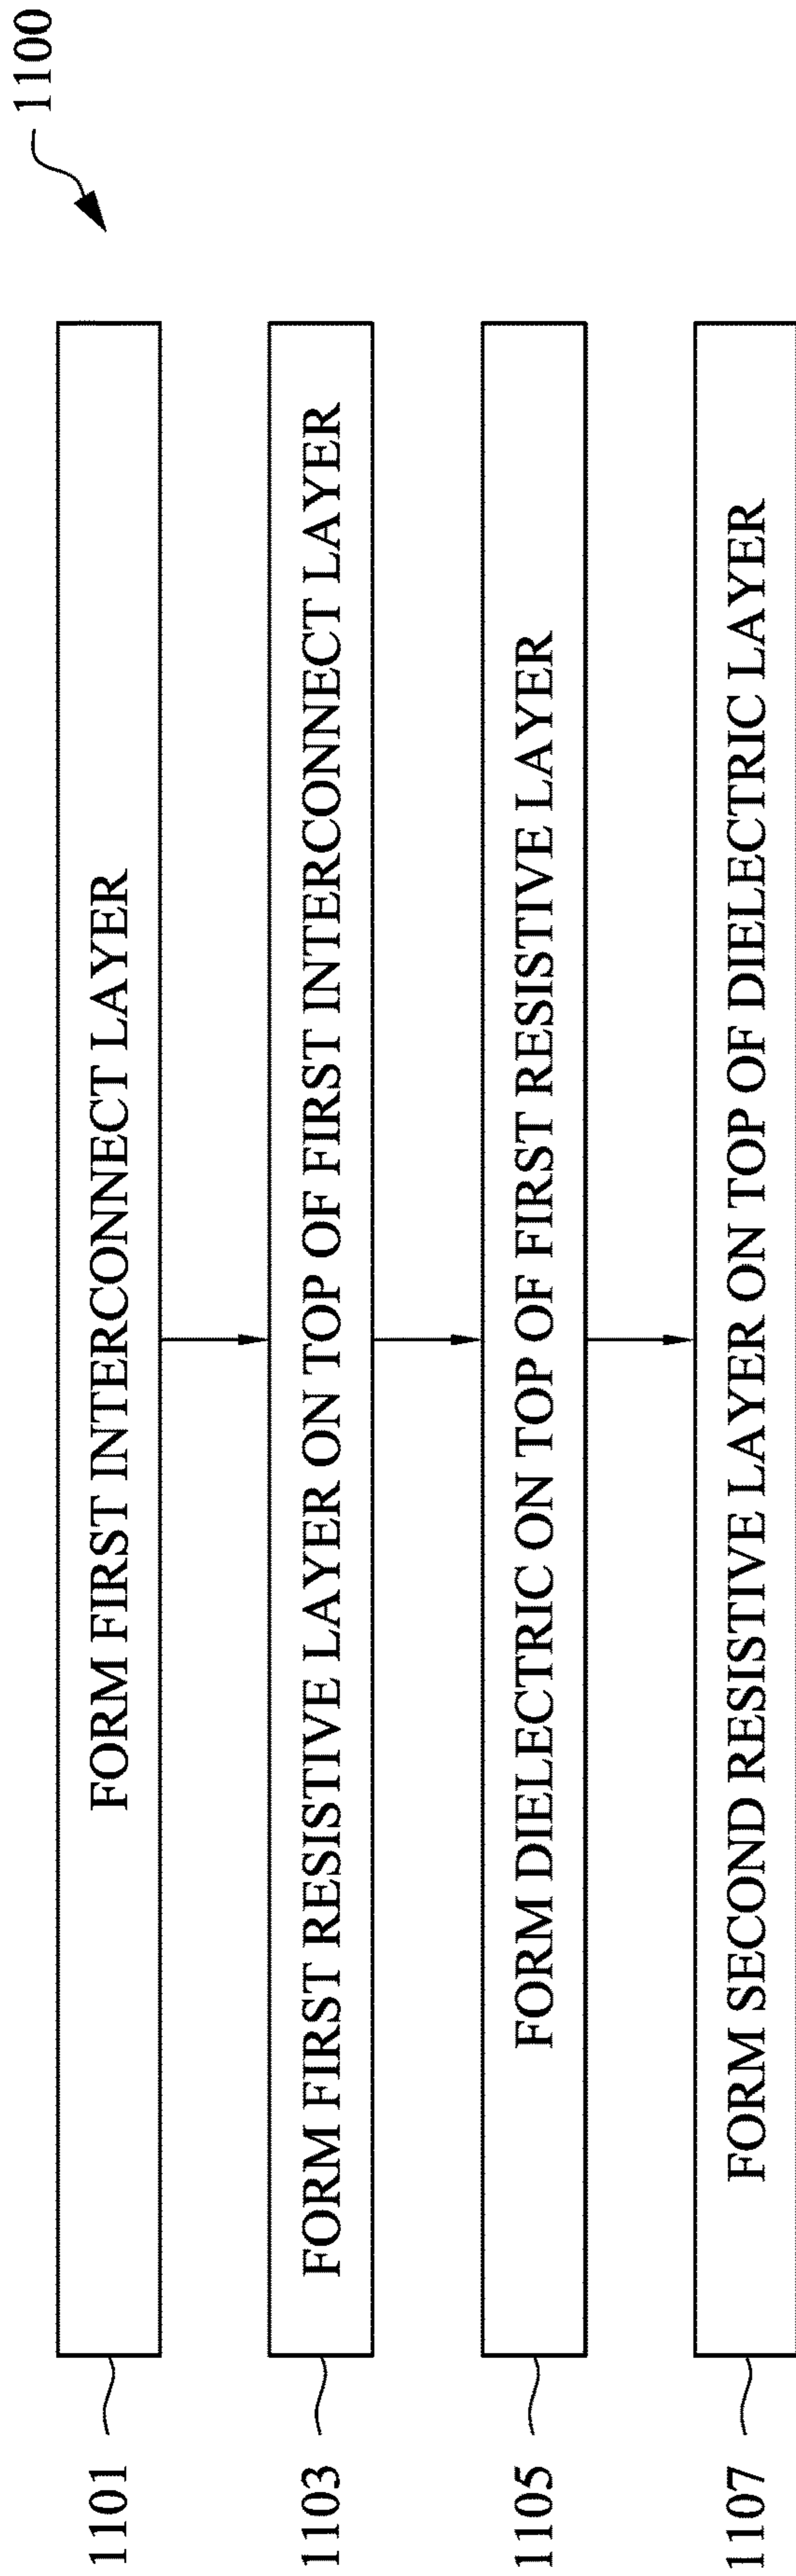 1100
1101
FORM FIRST INTERCONNECT LAYER
1103
FORM FIRST RESISTIVE LAYER ON TOP OF FIRST INTERCONNECT LAYER
1105
FORM DIELECTRIC ON TOP OF FIRST RESISTIVE LAYER
1107
FORM SECOND RESISTIVE LAYER ON TOP OF DIELECTRIC LAYER